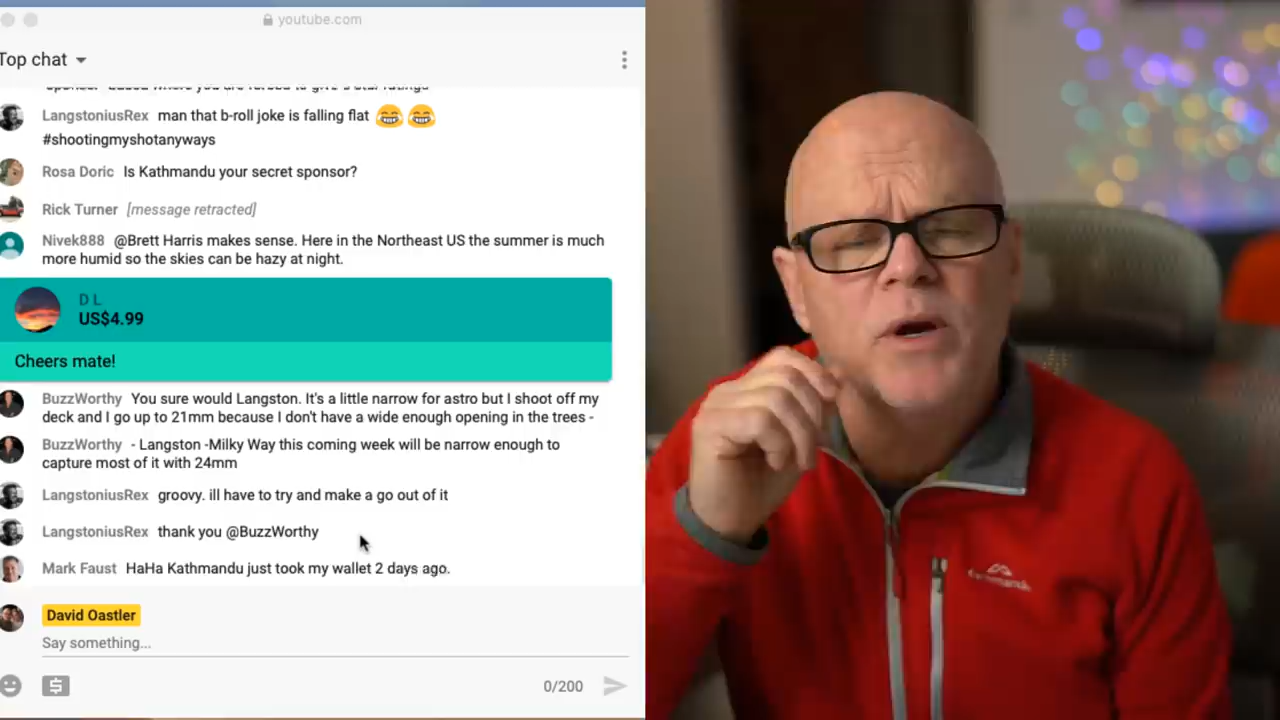 youtube.com
Top chat
LangstoniusRex man that b-roll joke is falling flat 😂 😂
#shootingmyshotanyways
Rosa Doric Is Kathmandu your secret sponsor?
Rick Turner [message retracted]
Nivek888 @Brett Harris makes sense. Here in the Northeast US the summer is much
more humid so the skies can be hazy at night.
D L
US$4.99
Cheers mate!
BuzzWorthy You sure would Langston. It's a little narrow for astro but I shoot off my
deck and I go up to 21mm because I don't have a wide enough opening in the trees -
BuzzWorthy - Langston -Milky Way this coming week will be narrow enough to
capture most of it with 24mm
LangstoniusRex groovy. ill have to try and make a go out of it
LangstoniusRex thank you @BuzzWorthy
Mark Faust HaHa Kathmandu just took my wallet 2 days ago.
David Oastler
Say something...
0/200